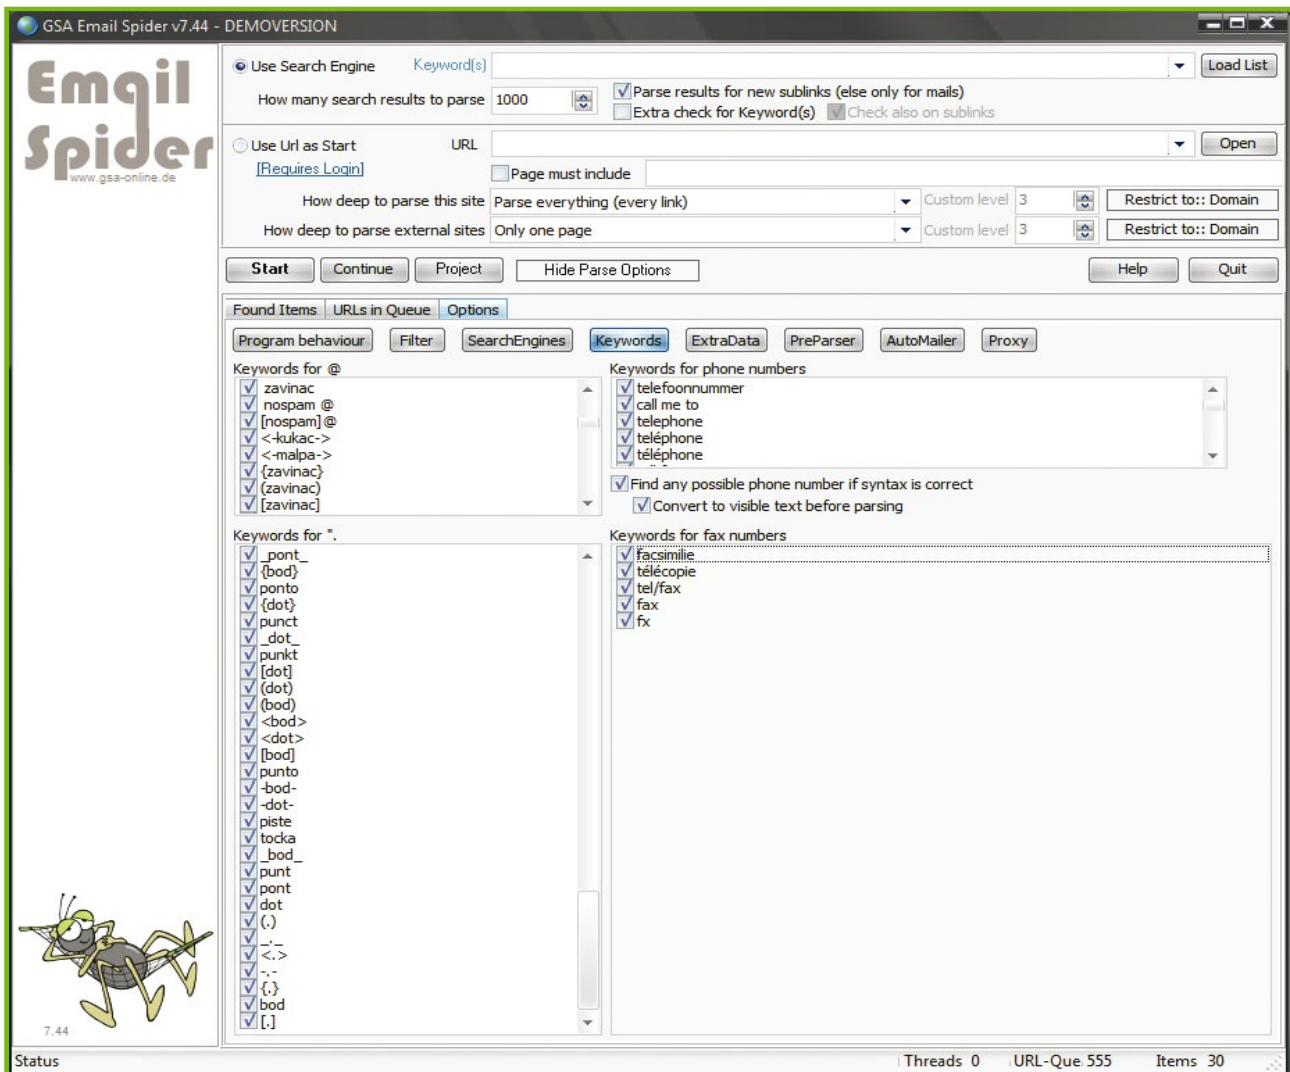 GSA Email Spider v7.44 - DEMOVERSION
Email
Spider
www.gsa-online.de
Use Search Engine Keyword(s) Load List
How many search results to parse 1000
Parse results for new sublinks (else only for mails)
Extra check for Keyword(s) Check also on sublinks
Use Url as Start URL Open
[Requires Login]
Page must include
How deep to parse this site Parse everything (every link) Custom level 3 Restrict to:: Domain
How deep to parse external sites Only one page Custom level 3 Restrict to:: Domain
Start Continue Project Hide Parse Options Help Quit
Found Items URLs in Queue Options
Program behaviour Filter SearchEngines Keywords ExtraData PreParser AutoMailer Proxy
Keywords for @
zavinac
nospam @
[nospam]@
<-kukac->
<-malpa->
{zavinac}
(zavinac)
[zavinac]
Keywords for phone numbers
telefoonnummer
call me to
telephone
teléphone
téléphone
Find any possible phone number if syntax is correct
Convert to visible text before parsing
Keywords for ".
_pont_
{bod}
ponto
{dot}
punct
_dot_
punkt
[dot]
(dot)
(bod)
<bod>
<dot>
[bod]
punto
-bod-
-dot-
piste
tocka
_bod_
punt
pont
dot
(.)
_._
<.>
-.-
{.}
bod
[.]
Keywords for fax numbers
facsimilie
télécopie
tel/fax
fax
fx
7.44
Status Threads 0 URL-Que 555 Items 30